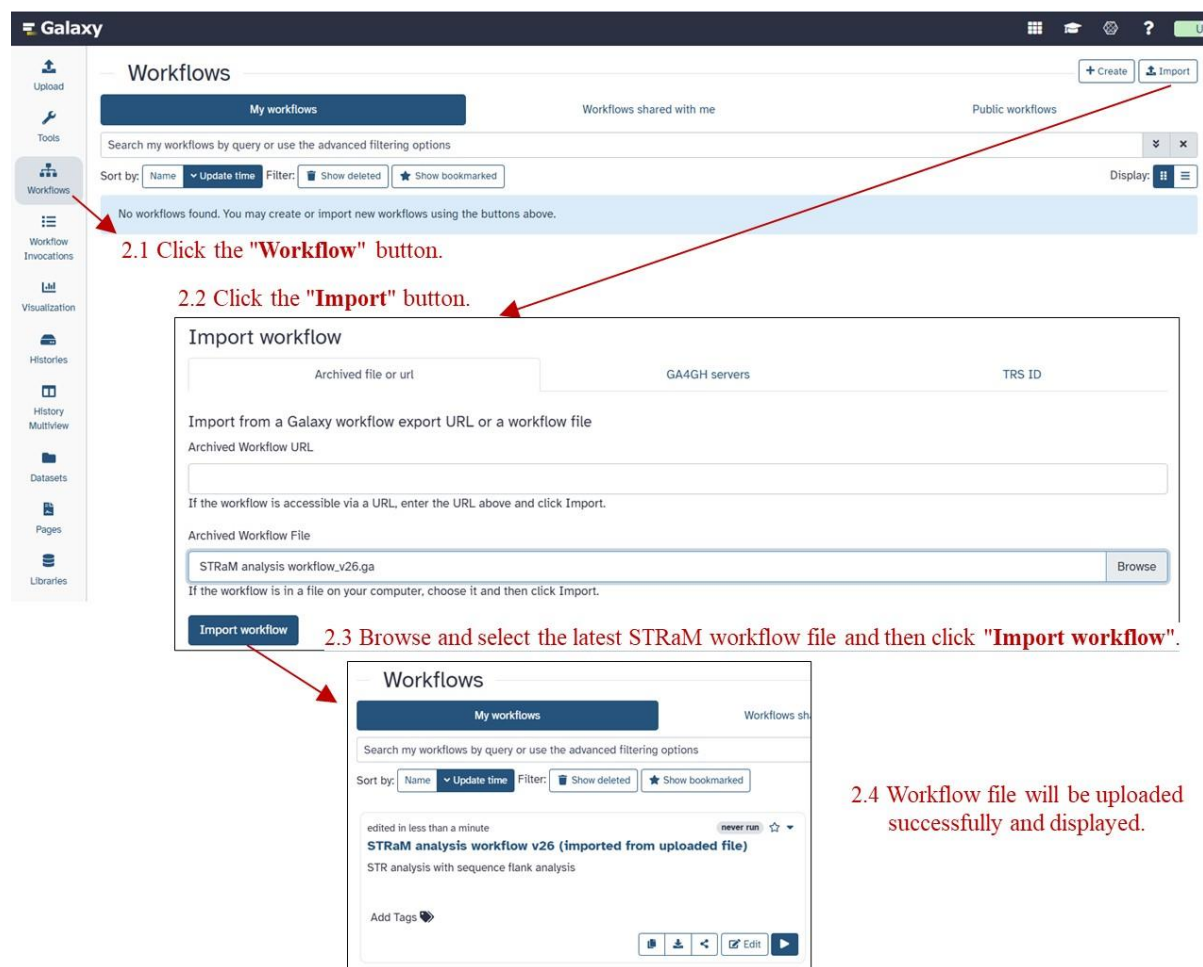 Galaxy
U
Upload
Tools
Workflows
Workflow
Invocations
Visualization
Histories
History
Multiview
Datasets
Pages
Libraries
Workflows
+ Create
Import
My workflows
Workflows shared with me
Public workflows
Search my workflows by query or use the advanced filtering options
Sort by: Name Update time Filter: Show deleted Show bookmarked
Display:
No workflows found. You may create or import new workflows using the buttons above.
2.1 Click the "Workflow" button.
2.2 Click the "Import" button.
Import workflow
Archived file or url
GA4GH servers
TRS ID
Import from a Galaxy workflow export URL or a workflow file
Archived Workflow URL
If the workflow is accessible via a URL, enter the URL above and click Import.
Archived Workflow File
STRaM analysis workflow_v26.ga
Browse
If the workflow is in a file on your computer, choose it and then click Import.
Import workflow
2.3 Browse and select the latest STRaM workflow file and then click "Import workflow".
Workflows
My workflows
Workflows sh
Search my workflows by query or use the advanced filtering options
Sort by: Name Update time Filter: Show deleted Show bookmarked
edited in less than a minute
never run
STRaM analysis workflow v26 (imported from uploaded file)
STR analysis with sequence flank analysis
Add Tags
Edit
2.4 Workflow file will be uploaded
successfully and displayed.